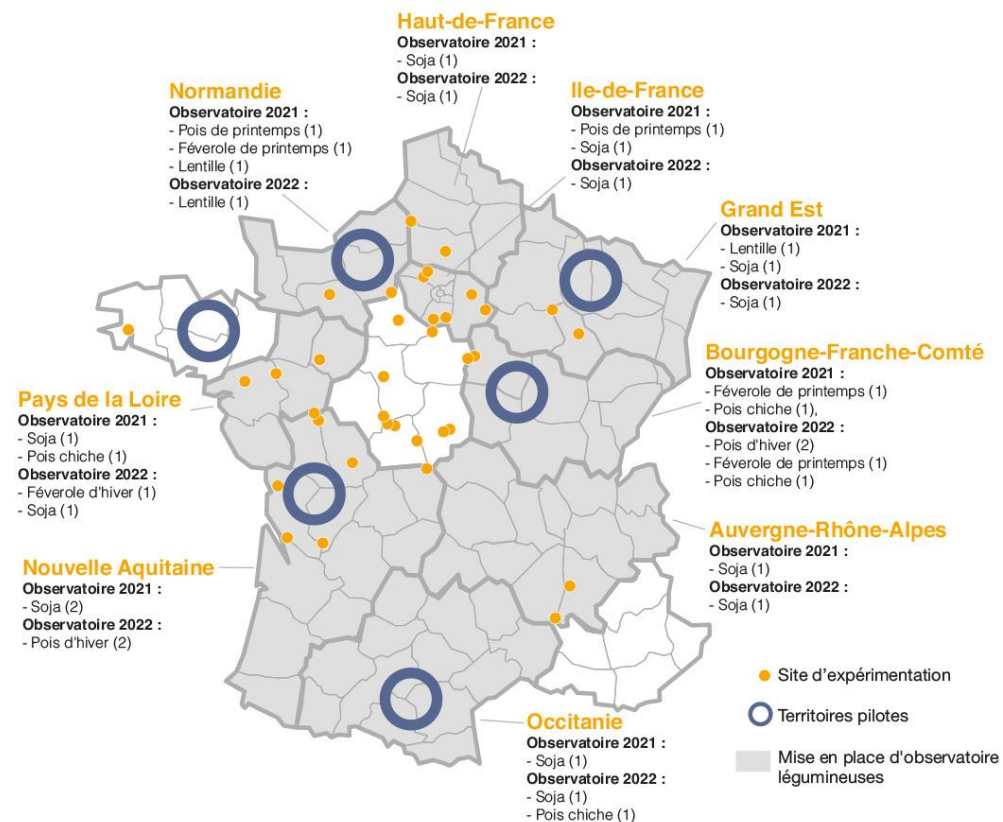 Haut-de-France
Observatoire 2021 :
- Soja (1)
Observatoire 2022 :
- Soja (1)
Normandie
Observatoire 2021 :
- Pois de printemps (1)
- Féverole de printemps (1)
- Lentille (1)
Observatoire 2022 :
- Lentille (1)
Ile-de-France
Observatoire 2021 :
- Pois de printemps (1)
- Soja (1)
Observatoire 2022 :
- Soja (1)
Grand Est
Observatoire 2021 :
- Lentille (1)
- Soja (1)
Observatoire 2022 :
- Soja (1)
Bourgogne-Franche-Comté
Observatoire 2021 :
- Féverole de printemps (1)
- Pois chiche (1),
Observatoire 2022 :
- Pois d'hiver (2)
- Féverole de printemps (1)
- Pois chiche (1)
Pays de la Loire
Observatoire 2021 :
- Soja (1)
- Pois chiche (1)
Observatoire 2022 :
- Féverole d'hiver (1)
- Soja (1)
Auvergne-Rhône-Alpes
Observatoire 2021 :
- Soja (1)
Observatoire 2022 :
- Soja (1)
Nouvelle Aquitaine
Observatoire 2021 :
- Soja (2)
Observatoire 2022 :
- Pois d'hiver (2)
Occitanie
Observatoire 2021 :
- Soja (1)
Observatoire 2022 :
- Soja (1)
- Pois chiche (1)
Site d'expérimentation
Territoires pilotes
Mise en place d'observatoire
légumineuses